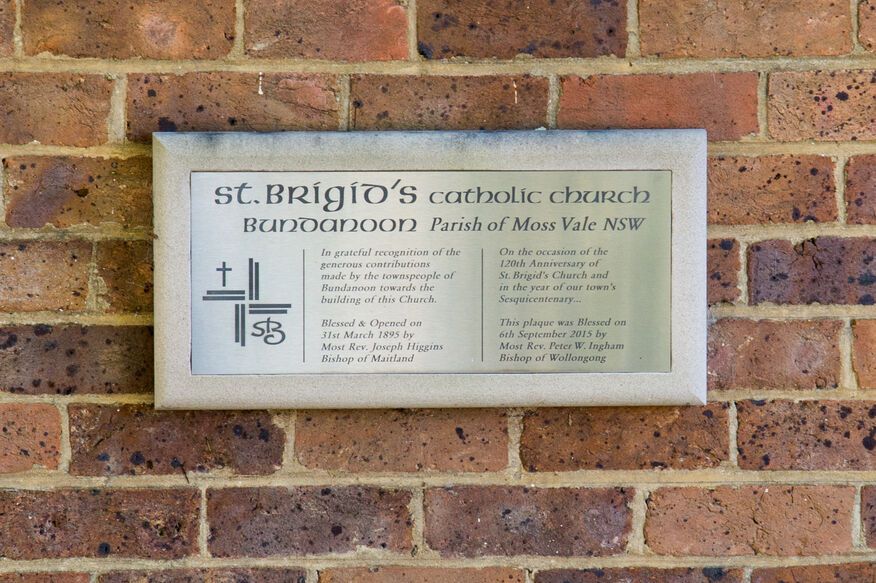 St. Brigid's Catholic Church
Bundanoon Parish of Moss Vale NSW
In grateful recognition of the
generous contributions
made by the townspeople of
Bundanoon towards the
building of this Church.
Blessed & Opened on
31st March 1895 by
Most Rev. Joseph Higgins
Bishop of Maitland
On the occasion of the
120th Anniversary of
St. Brigid's Church and
in the year of our town's
Sesquicentenary...
This plaque was Blessed on
6th September 2015 by
Most Rev. Peter W. Ingham
Bishop of Wollongong
StB